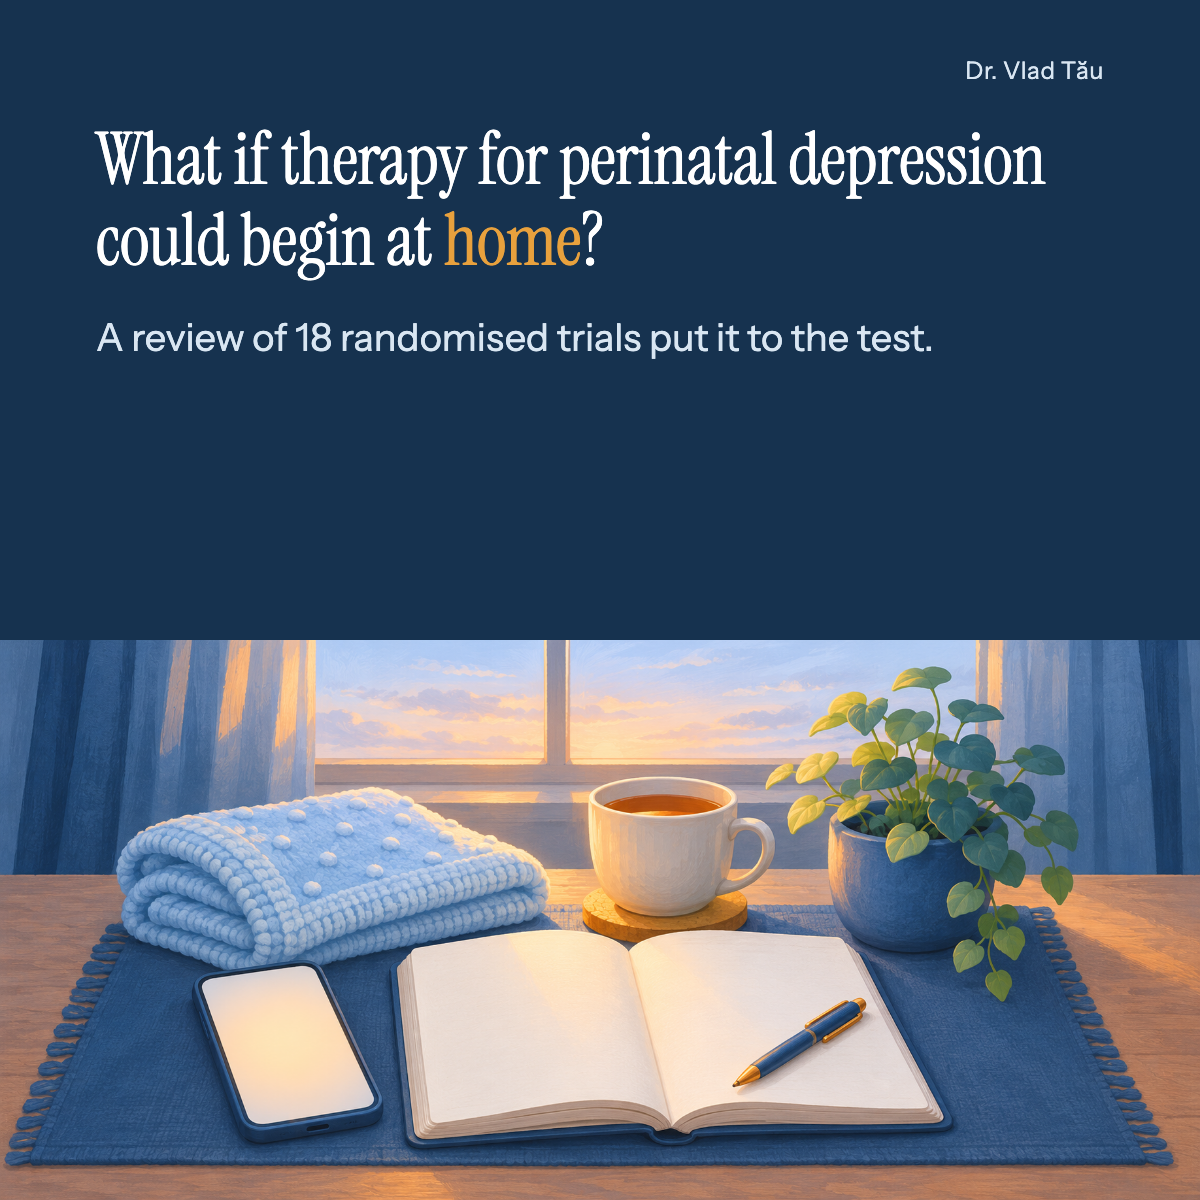 Dr. Vlad Tău
What if therapy for perinatal depression
could begin at home?
A review of 18 randomised trials put it to the test.